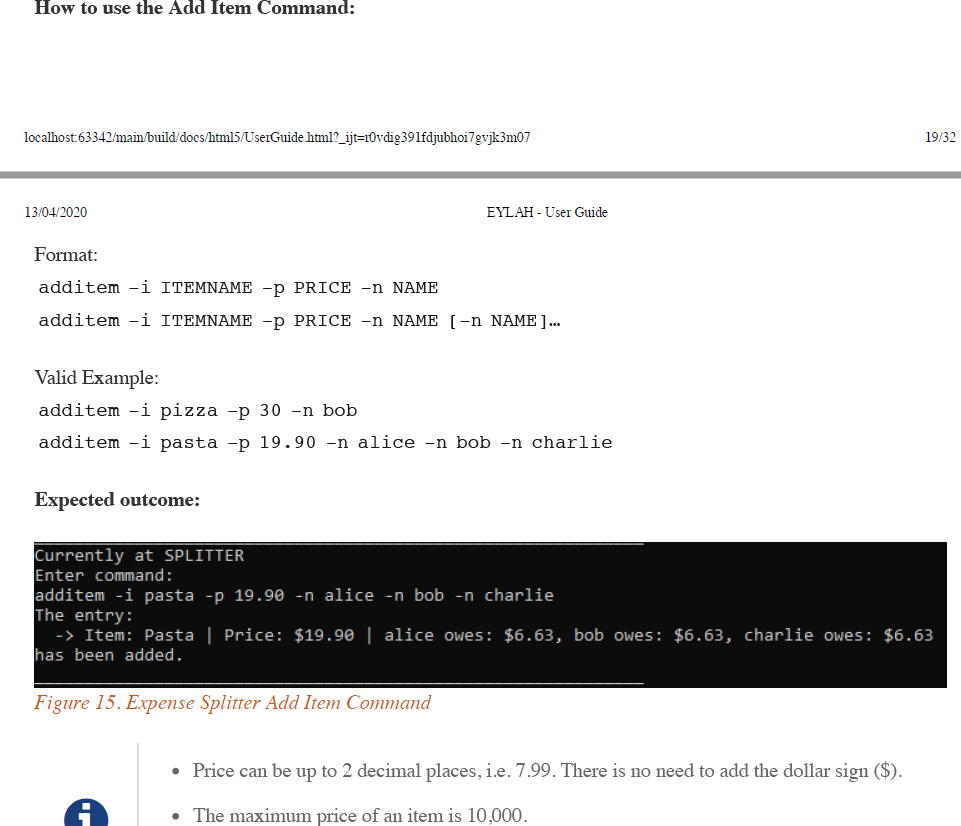 How to use the Add Item Command:
localhost:63342/main/build/docs/html5/UserGuide.html?_ijt=r0vdig391fdjubhoi7gvjk3m07
19/32
13/04/2020
EYLAH - User Guide
Format:
additem -i ITEMNAME -p PRICE -n NAME
additem -i ITEMNAME -p PRICE -n NAME [-n NAME]…
Valid Example:
additem -i pizza -p 30 -n bob
additem -i pasta -p 19.90 -n alice -n bob -n charlie
Expected outcome:
Currently at SPLITTER
Enter command:
additem -i pasta -p 19.90 -n alice -n bob -n charlie
The entry:
-> Item: Pasta | Price: $19.90 | alice owes: $6.63, bob owes: $6.63, charlie owes: $6.63
has been added.
Figure 15. Expense Splitter Add Item Command
• Price can be up to 2 decimal places, i.e. 7.99. There is no need to add the dollar sign ($).
• The maximum price of an item is 10,000.